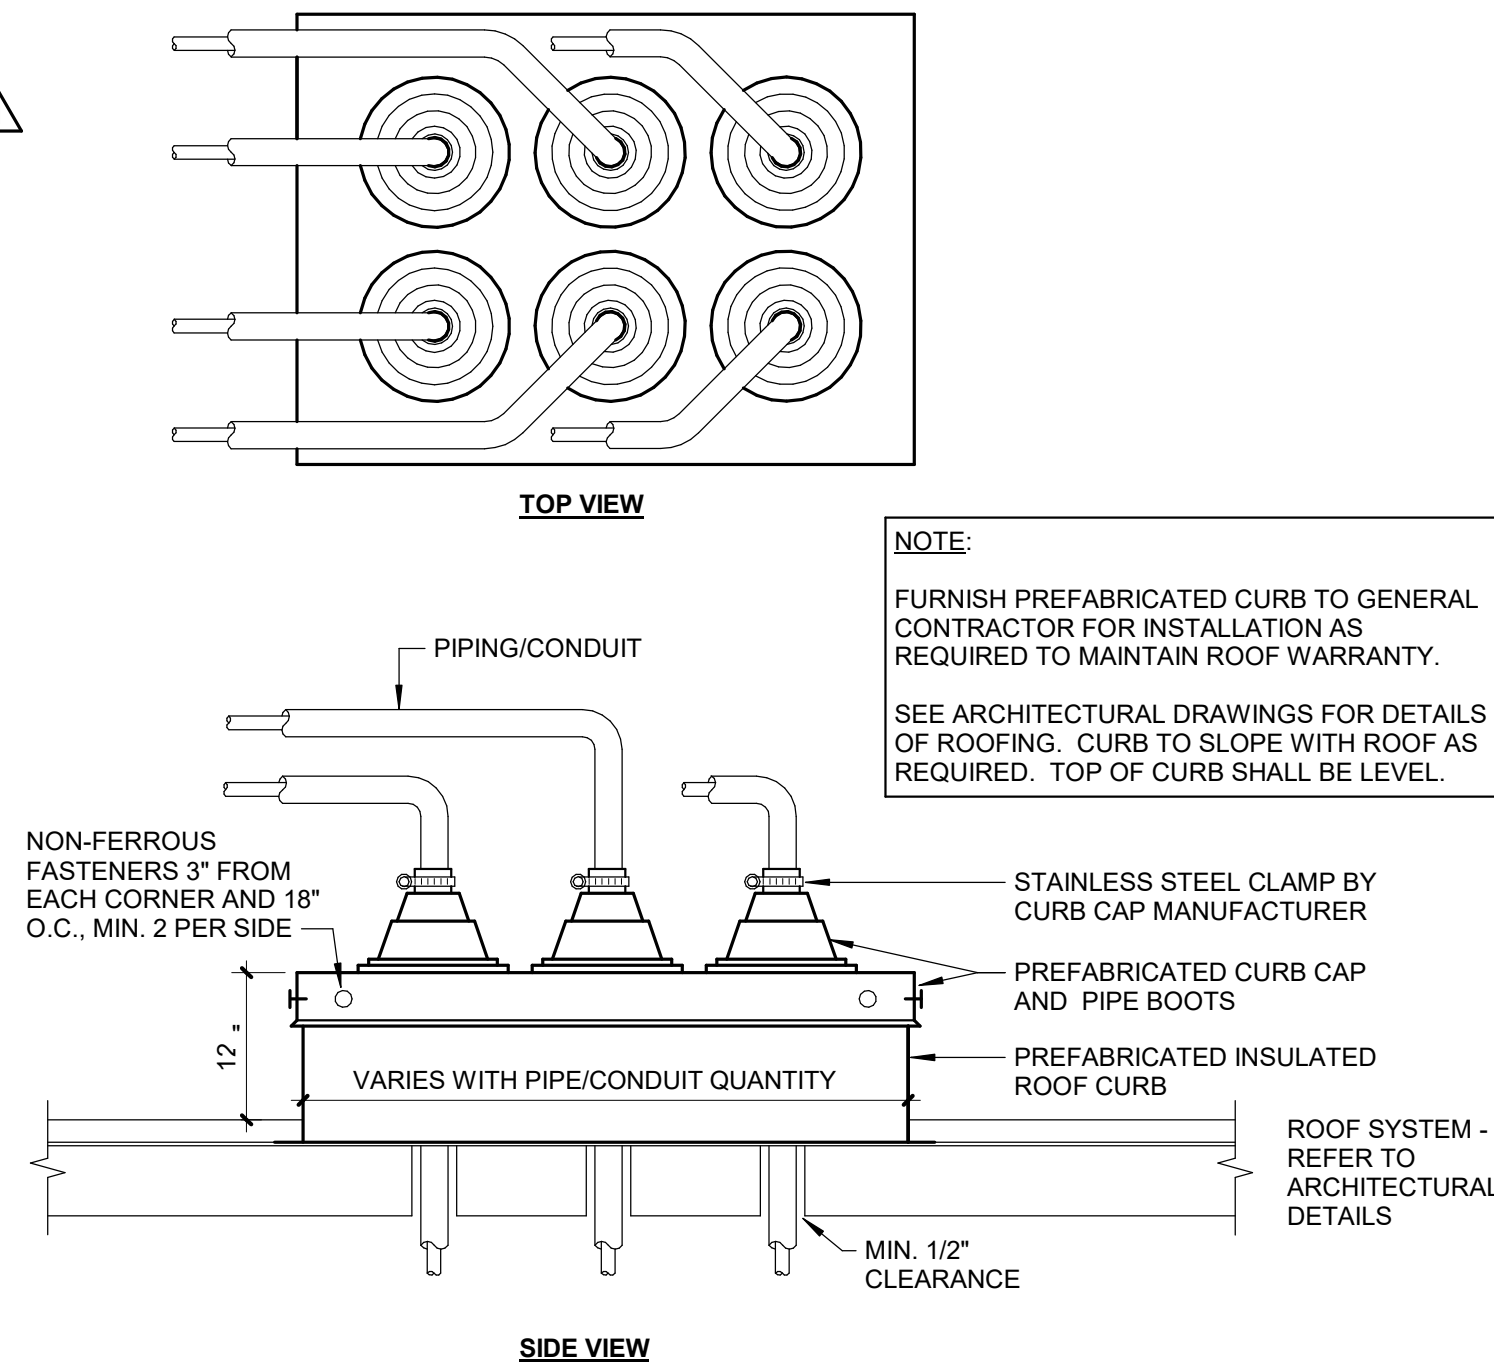 TOP VIEW
NOTE:
FURNISH PREFABRICATED CURB TO GENERAL
CONTRACTOR FOR INSTALLATION AS
REQUIRED TO MAINTAIN ROOF WARRANTY.
SEE ARCHITECTURAL DRAWINGS FOR DETAILS
OF ROOFING. CURB TO SLOPE WITH ROOF AS
REQUIRED. TOP OF CURB SHALL BE LEVEL.
PIPING/CONDUIT
NON-FERROUS
FASTENERS 3" FROM
EACH CORNER AND 18"
O.C., MIN. 2 PER SIDE
STAINLESS STEEL CLAMP BY
CURB CAP MANUFACTURER
PREFABRICATED CURB CAP
AND PIPE BOOTS
12 "
PREFABRICATED INSULATED
ROOF CURB
VARIES WITH PIPE/CONDUIT QUANTITY
ROOF SYSTEM -
REFER TO
ARCHITECTURAL
DETAILS
MIN. 1/2"
CLEARANCE
SIDE VIEW